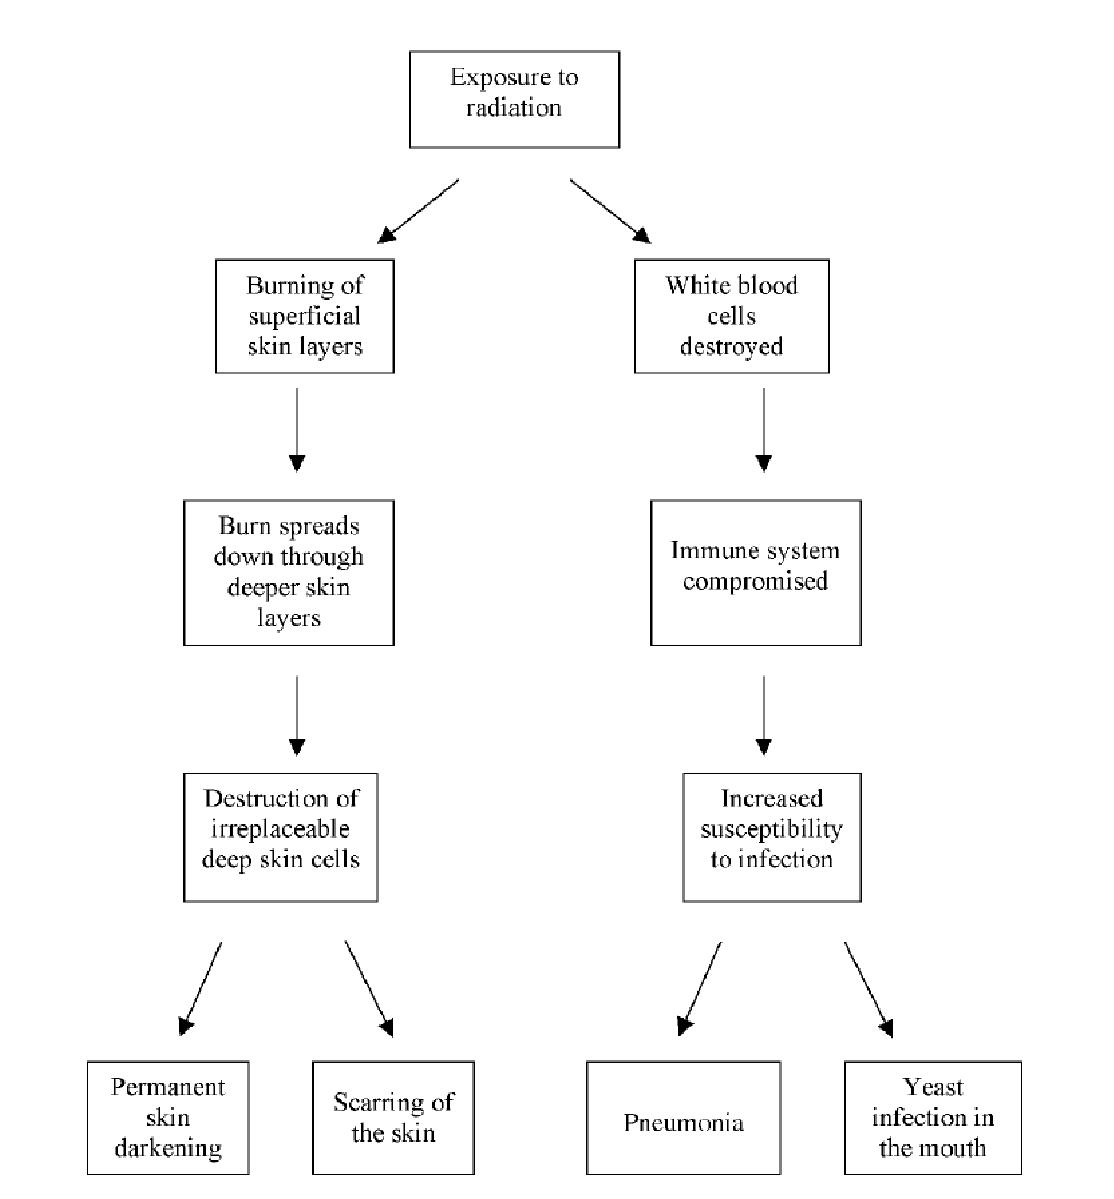 Exposure to
radiation
Burning of
superficial
skin layers
White blood
cells
destroyed
Burn spreads
down through
deeper skin
layers
Immune system
compromised
Destruction of
irreplaceable
deep skin cells
Increased
susceptibility
to infection
Permanent
skin
darkening
Scarring of
the skin
Pneumonia
Yeast
infection in
the mouth